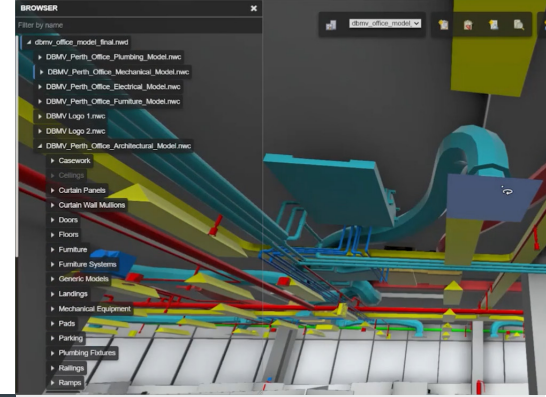 BROWSER
Filter by name
dbmv_office_model_final.nwd
DBMV_Perth_Office_Plumbing_Model.nwc
DBMV_Perth_Office_Mechanical_Model.nwc
DBMV_Perth_Office_Electrical_Model.nwc
DBMV_Perth_Office_Furniture_Model.nwc
DBMV Logo 1.nwc
DBMV Logo 2.nwc
DBMV_Perth_Office_Architectural_Model.nwc
Casework
Ceilings
Curtain Panels
Curtain Wall Mullions
Doors
Floors
Furniture
Furniture Systems
Generic Models
Landings
Mechanical Equipment
Pads
Parking
Plumbing Fixtures
Railings
Ramps
dbmv_office_model_